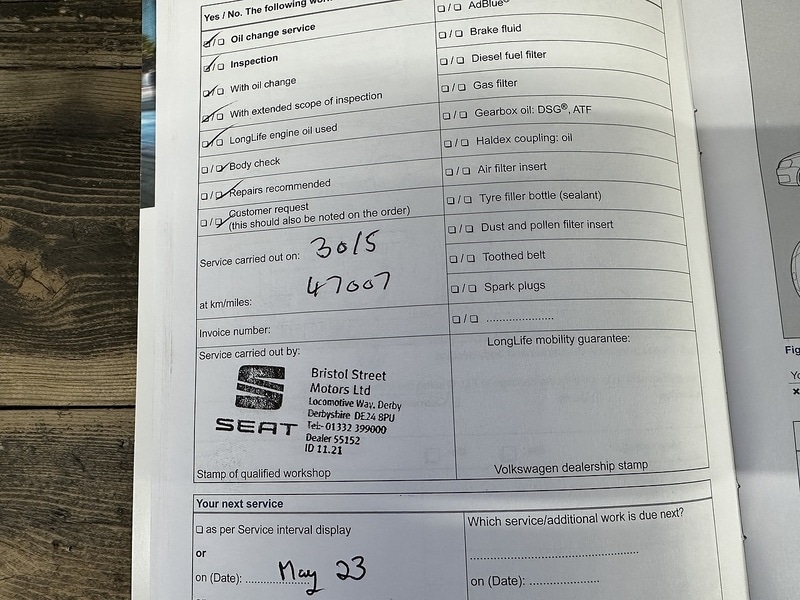 Yes / No. The following
☑/☐ Oil change service
☑/☐ Inspection
☑/☐ With oil change
☑/☐ With extended scope of inspection
☑/☐ LongLife engine oil used
☐/☑ Body check
☐/☑ Repairs recommended
☐/☑ Customer request
(this should also be noted on the order)
Service carried out on: 30/5
at km/miles: 47007
Invoice number:
Service carried out by:
SEAT
Bristol Street
Motors Ltd
Locomotive Way, Derby
Derbyshire DE24 8PU
Tel:- 01332 399000
Dealer 55152
ID 11.21
Stamp of qualified workshop
☐/☐ AdBlue®
☐/☐ Brake fluid
☐/☐ Diesel fuel filter
☐/☐ Gas filter
☐/☐ Gearbox oil: DSG®, ATF
☐/☐ Haldex coupling: oil
☐/☐ Air filter insert
☐/☐ Tyre filler bottle (sealant)
☐/☐ Dust and pollen filter insert
☐/☐ Toothed belt
☐/☐ Spark plugs
☐/☐ .....................
LongLife mobility guarantee:
Volkswagen dealership stamp
Your next service
☐ as per Service interval display
or
on (Date): May 23
Which service/additional work is due next?
on (Date): .....................
Fig
Yo